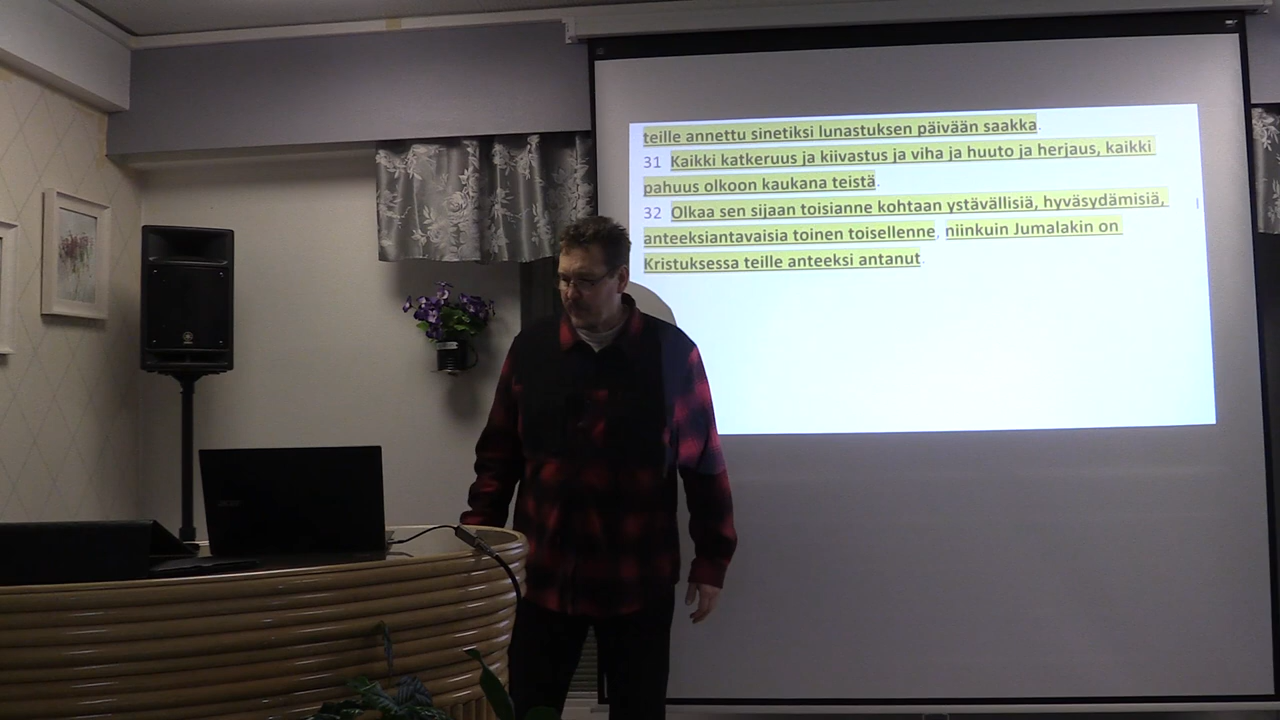 teille annettu sinetiksi lunastuksen päivään saakka.
31 Kaikki katkeruus ja kiivastus ja viha ja huuto ja herjaus, kaikki
pahuus olkoon kaukana teistä.
32 Olkaa sen sijaan toisianne kohtaan ystävällisiä, hyväsydämisiä,
anteeksiantavaisia toinen toisellenne, niinkuin Jumalakin on
Kristuksessa teille anteeksi antanut.